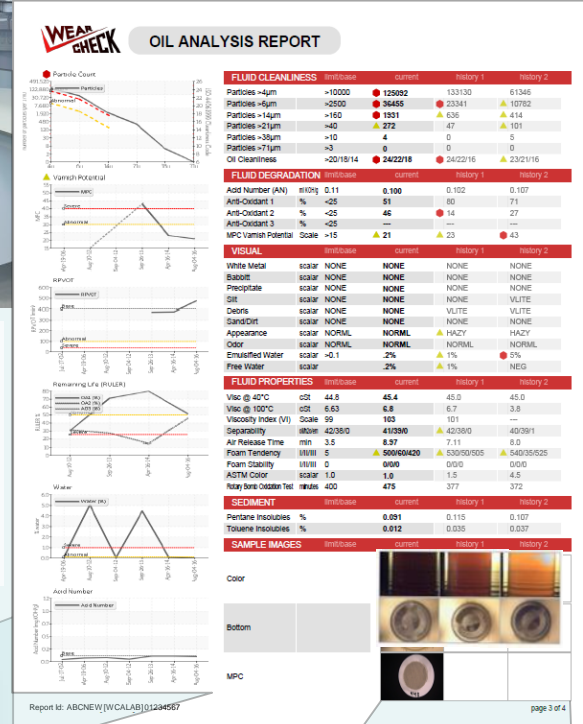 WEAR CHECK
OIL ANALYSIS REPORT
Particle Count
Particles
Abnormal
Varnish Potential
MPC
Severe
Abnormal
RPVOT
RPVOT
Base
Abnormal
Remaining Life (RULER)
Water
Water (%)
Severe
Abnormal
Acid Number
Acid Number
Base
FLUID CLEANLINESS limit/base current history 1 history 2
Particles >4µm >10000 125092 133130 61346
Particles >6µm >2500 36455 23341 10782
Particles >14µm >160 1931 636 414
Particles >21µm >40 272 47 101
Particles >38µm >10 4 0 5
Particles >71µm >3 0 0 0
Oil Cleanliness >20/18/14 24/22/18 24/22/16 23/21/16
FLUID DEGRADATION limit/base current history 1 history 2
Acid Number (AN) 0.11 0.100 0.102 0.107
Anti-Oxidant 1 % <25 51 80 71
Anti-Oxidant 2 % <25 46 14 27
Anti-Oxidant 3 % <25 --- --- ---
MPC Varnish Potential Scale >15 21 23 43
VISUAL limit/base current history 1 history 2
White Metal scalar NONE NONE NONE NONE
Babbitt scalar NONE NONE NONE NONE
Precipitate scalar NONE NONE NONE NONE
Silt scalar NONE NONE NONE VLITE
Debris scalar NONE NONE VLITE VLITE
Sand/Dirt scalar NONE NONE NONE NONE
Appearance scalar NORML NORML HAZY HAZY
Odor scalar NORML NORML NORML NORML
Emulsified Water scalar >0.1 .2% 1% 5%
Free Water scalar .2% 1% NEG
FLUID PROPERTIES limit/base current history 1 history 2
Visc @ 40°C cSt 44.8 45.4 45.0 45.0
Visc @ 100°C cSt 6.63 6.8 6.7 3.8
Viscosity Index (VI) Scale 99 103 101 ---
Separability 42/38/0 41/39/0 42/38/0 40/39/1
Air Release Time min 3.5 8.97 7.11 8.0
Foam Tendency I/II/III 5 500/60/420 530/50/505 540/35/525
Foam Stability I/II/III 0 0/0/0 0/0/0 0/0/0
ASTM Color scalar 1.0 1.0 1.5 4.5
Rotary Bomb Oxidation Test minutes 400 475 377 372
SEDIMENT limit/base current history 1 history 2
Pentane Insolubles % 0.091 0.115 0.107
Toluene Insolubles % 0.012 0.035 0.037
SAMPLE IMAGES limit/base current history 1 history 2
Color
Bottom
MPC
Report Id: ABCNEW [WCALAB] 01234567
page 3 of 4